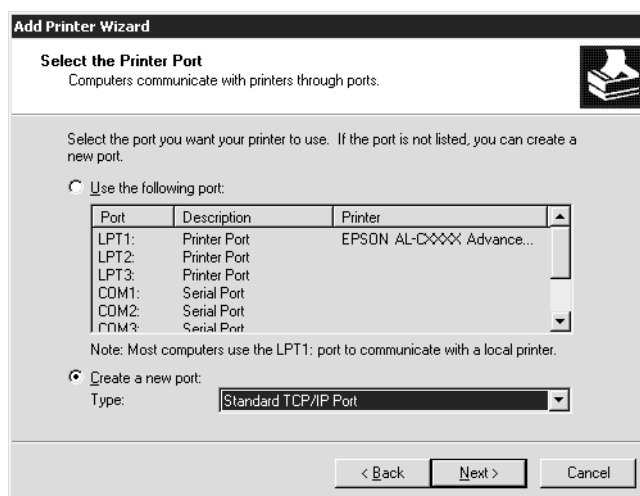 Add Printer Wizard
Select the Printer Port
Computers communicate with printers through ports.
Select the port you want your printer to use. If the port is not listed, you can create a
new port.
Use the following port:
Port Description Printer
LPT1: Printer Port EPSON AL-CXXXX Advance...
LPT2: Printer Port
LPT3: Printer Port
COM1: Serial Port
COM2: Serial Port
COM3: Serial Port
Note: Most computers use the LPT1: port to communicate with a local printer.
Create a new port:
Type: Standard TCP/IP Port
< Back Next > Cancel